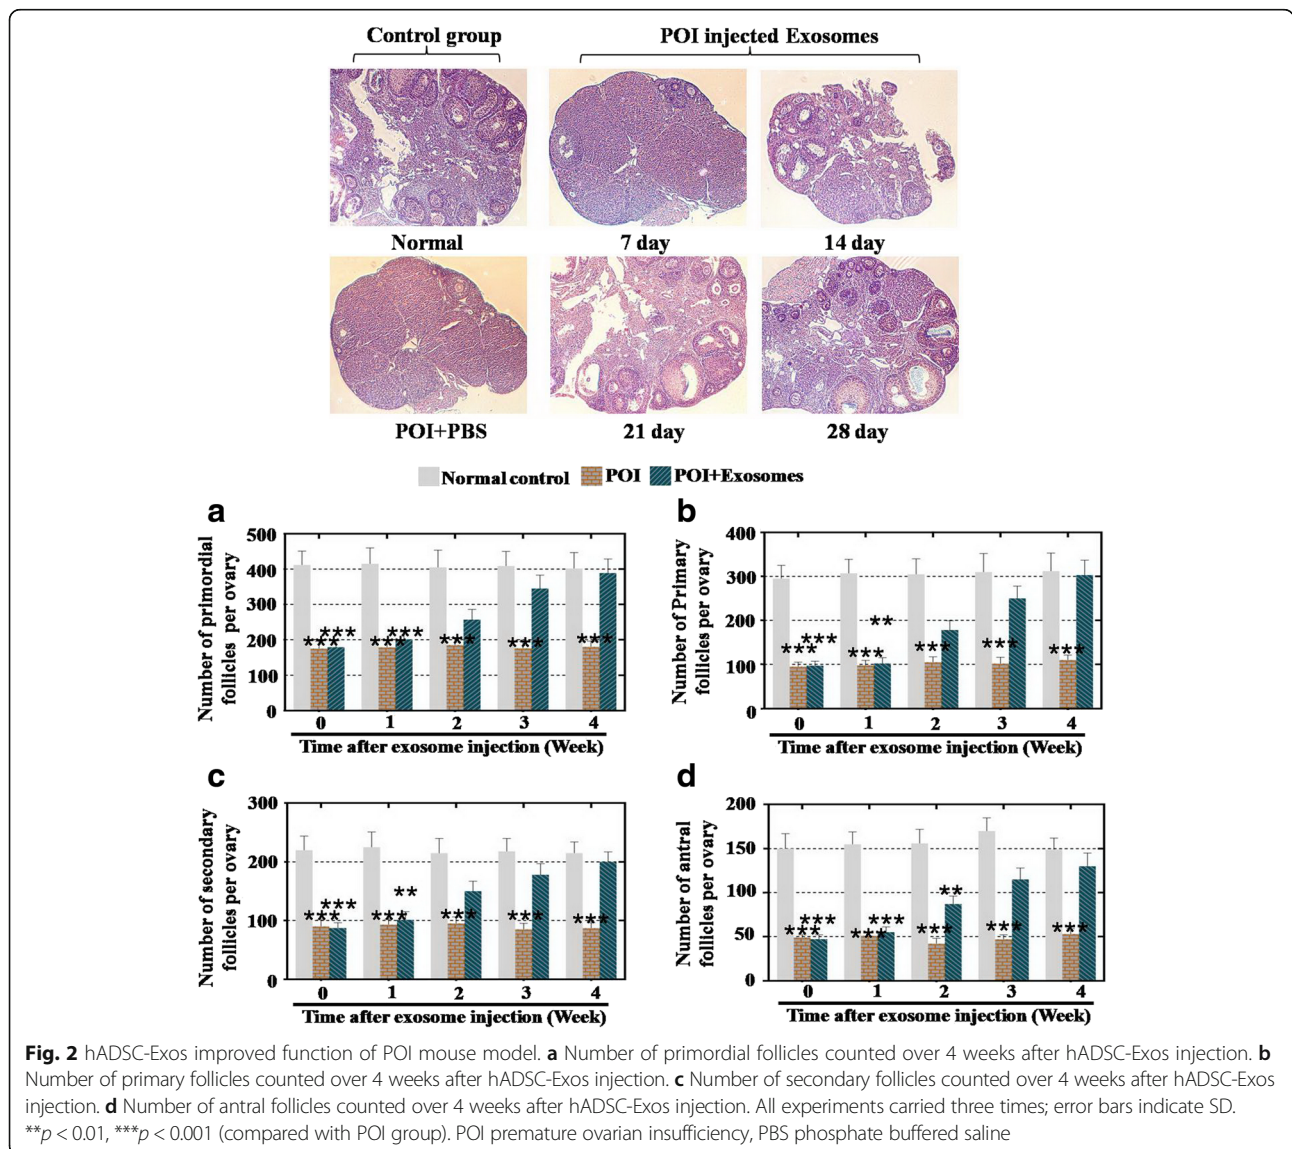 Control group POI injected Exosomes
Normal 7 day 14 day
POI+PBS 21 day 28 day
Normal control POI POI+Exosomes
a
Number of primordial
follicles per ovary
500
400
300
200
100
0
*** *** *** *** *** *** ***
0 1 2 3 4
Time after exosome injection (Week)
b
Number of Primary
follicles per ovary
400
300
200
100
0
*** *** *** ** *** *** ***
0 1 2 3 4
Time after exosome injection (Week)
c
Number of secondary
follicles per ovary
300
200
100
0
*** *** *** ** *** *** ***
0 1 2 3 4
Time after exosome injection (Week)
d
Number of antral
follicles per ovary
200
150
100
50
0
*** *** *** *** *** ** *** ***
0 1 2 3 4
Time after exosome injection (Week)
Fig. 2 hADSC-Exos improved function of POI mouse model. a Number of primordial follicles counted over 4 weeks after hADSC-Exos injection. b
Number of primary follicles counted over 4 weeks after hADSC-Exos injection. c Number of secondary follicles counted over 4 weeks after hADSC-Exos
injection. d Number of antral follicles counted over 4 weeks after hADSC-Exos injection. All experiments carried three times; error bars indicate SD.
**p < 0.01, ***p < 0.001 (compared with POI group). POI premature ovarian insufficiency, PBS phosphate buffered saline